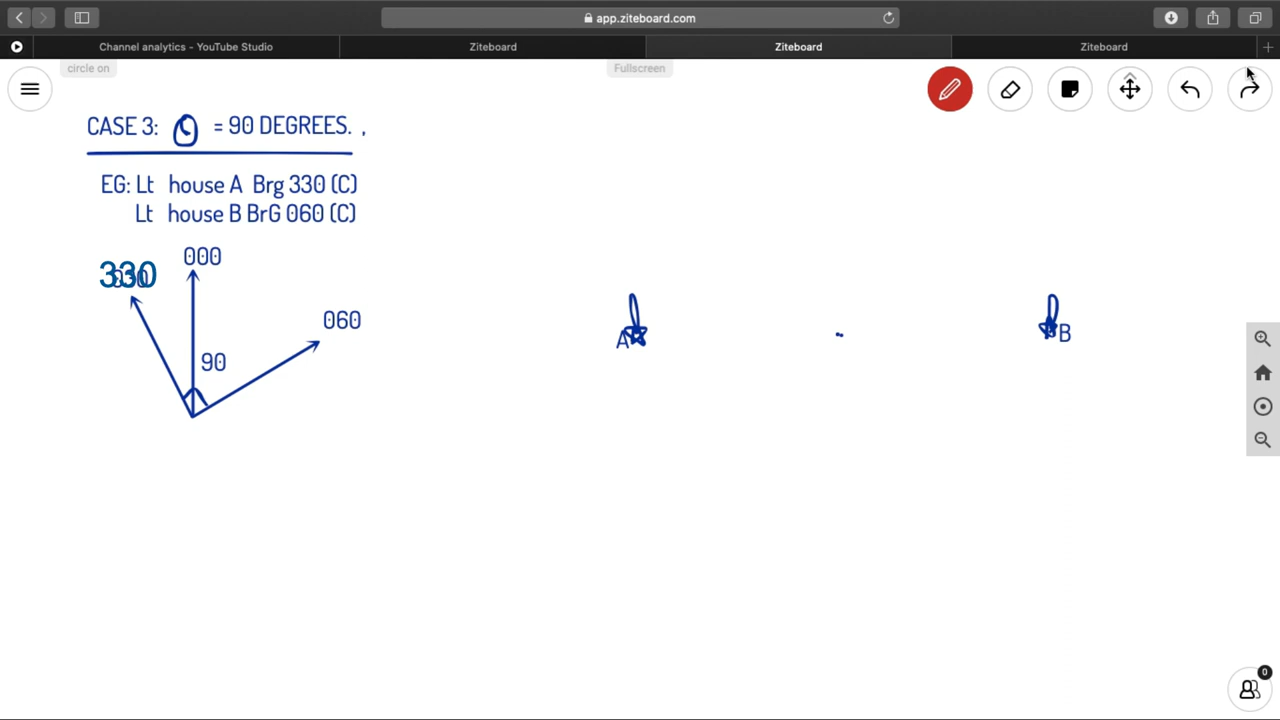 app.ziteboard.com
Channel analytics - YouTube Studio
Ziteboard
Ziteboard
Ziteboard
circle on
Fullscreen
CASE 3: = 90 DEGREES. ,
EG: Lt house A Brg 330 (C)
Lt house B BrG 060 (C)
000
330
060
90
A
B
0